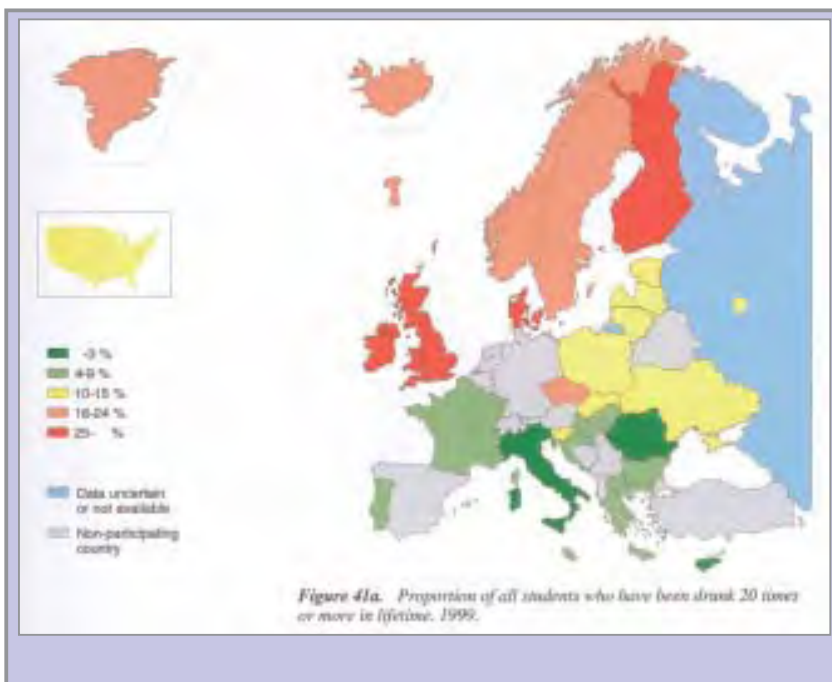 -3 %
4-9 %
10-15 %
16-24 %
25- %
Data uncertain
or not available
Non-participating
country
Figure 41a. Proportion of all students who have been drunk 20 times
or more in lifetime. 1999.